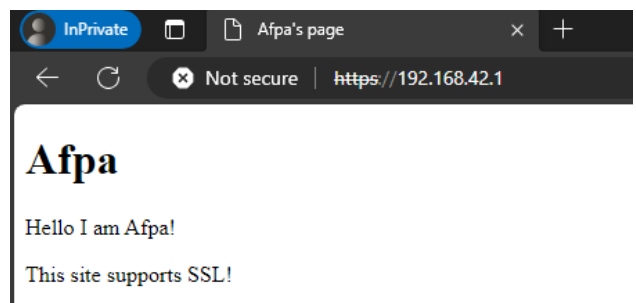 InPrivate
Afpa's page
Not secure
https://192.168.42.1
Afpa
Hello I am Afpa!
This site supports SSL!